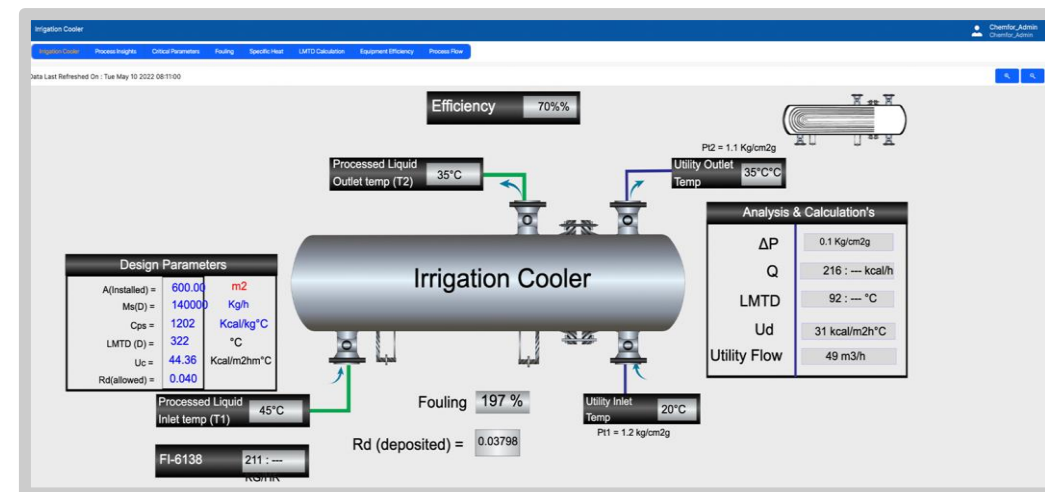 Irrigation Cooler
Chemfor_Admin
Chemfor_Admin
Irrigation Cooler Process Insights Critical Parameters Fouling Specific Heat LMTD Calculation Equipment Efficiency Process Flow
Data Last Refreshed On : Tue May 10 2022 08:11:00
Efficiency 70%%
Pt2 = 1.1 Kg/cm2g
Processed Liquid
Outlet temp (T2) 35°C
Utility Outlet
Temp 35°C°C
Analysis & Calculation's
ΔP 0.1 Kg/cm2g
Q 216 : --- kcal/h
LMTD 92 : --- °C
Ud 31 kcal/m2h°C
Utility Flow 49 m3/h
Irrigation Cooler
Design Parameters
A(Installed) = 600.00 m2
Ms(D) = 140000 Kg/h
Cps = 1202 Kcal/kg°C
LMTD (D) = 322 °C
Uc = 44.36 Kcal/m2hm°C
Rd(allowed) = 0.040
Processed Liquid
Inlet temp (T1) 45°C
Fouling 197 %
Utility Inlet
Temp 20°C
Pt1 = 1.2 kg/cm2g
Rd (deposited) = 0.03798
FI-6138 211 : ---
KG/HR